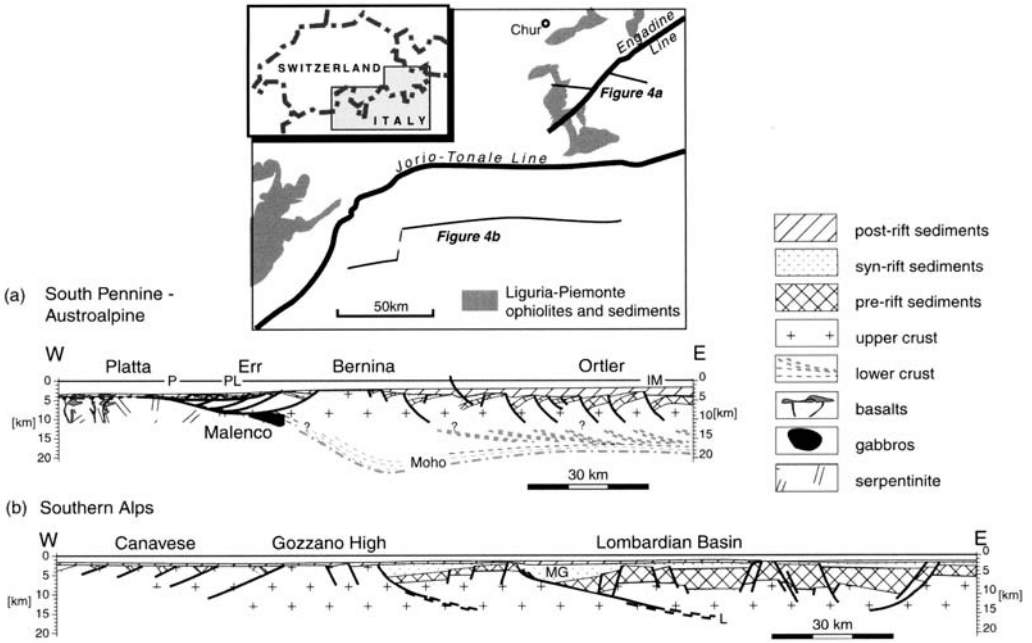 SWITZERLAND
ITALY
Chur
Engadine
Line
Figure 4a
Jorio-Tonale Line
Figure 4b
50km
Liguria-Piemonte
ophiolites and sediments
post-rift sediments
syn-rift sediments
pre-rift sediments
upper crust
lower crust
basalts
gabbros
serpentinite
(a) South Pennine -
Austroalpine
W E
Platta Err Bernina Ortler
P PL IM
0 0
5 5
[km] 10 10 [km]
15 15
20 20
Malenco
? ? ?
Moho
30 km
(b) Southern Alps
W E
Canavese Gozzano High Lombardian Basin
0 0
5 MG 5
[km] 10 10 [km]
15 15
L
20 20
30 km